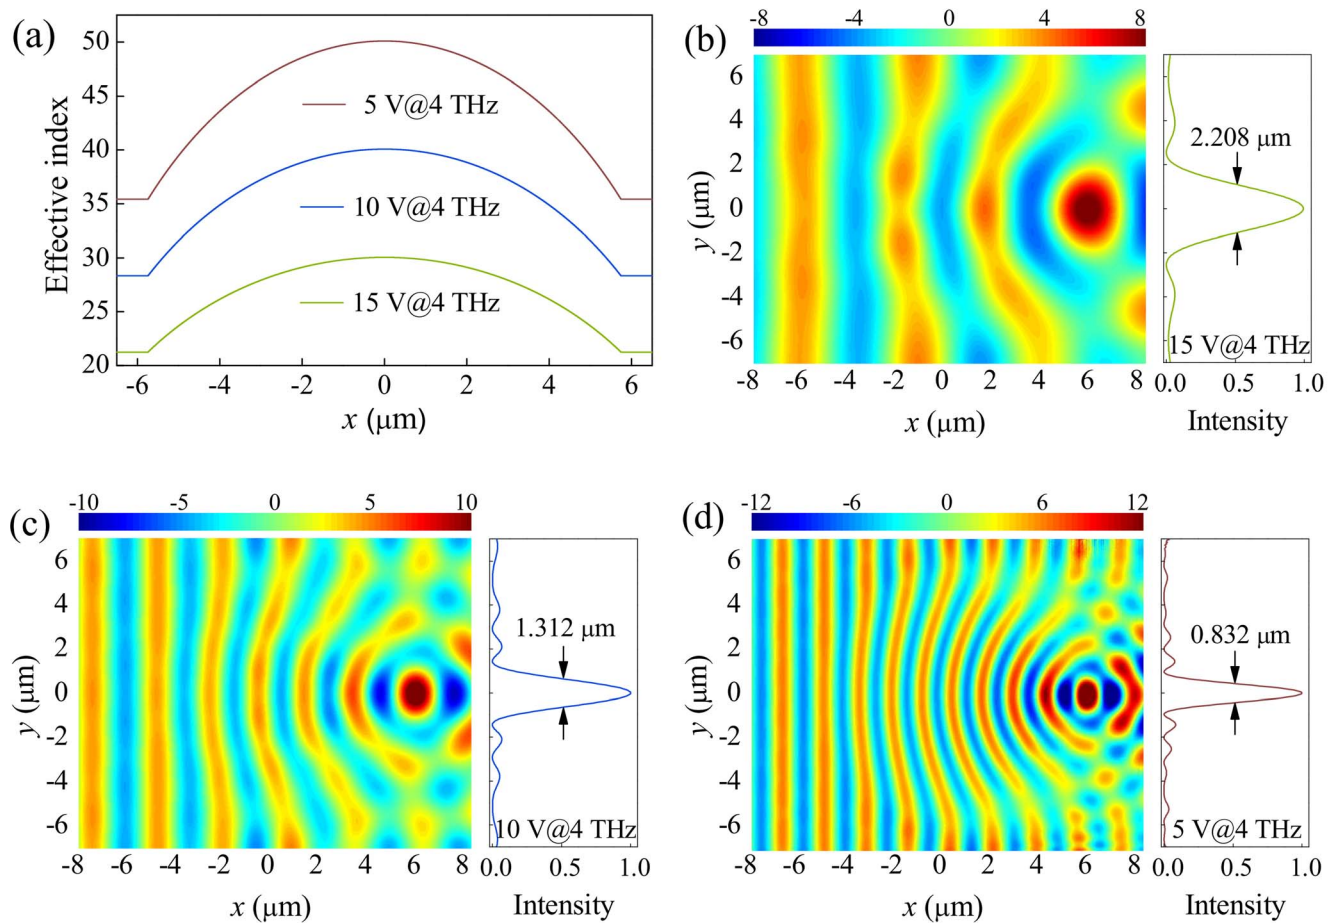 (a)
Effective index
50
45
40
35
30
25
20
5 V@4 THz
10 V@4 THz
15 V@4 THz
-6 -4 -2 0 2 4 6
x (μm)
(b)
-8 -4 0 4 8
y (μm)
6
4
2
0
-2
-4
-6
-8 -6 -4 -2 0 2 4 6 8
x (μm)
2.208 μm
15 V@4 THz
0.0 0.5 1.0
Intensity
(c)
-10 -5 0 5 10
y (μm)
6
4
2
0
-2
-4
-6
-8 -6 -4 -2 0 2 4 6 8
x (μm)
1.312 μm
10 V@4 THz
0.0 0.5 1.0
Intensity
(d)
-12 -6 0 6 12
y (μm)
6
4
2
0
-2
-4
-6
-8 -6 -4 -2 0 2 4 6 8
x (μm)
0.832 μm
5 V@4 THz
0.0 0.5 1.0
Intensity